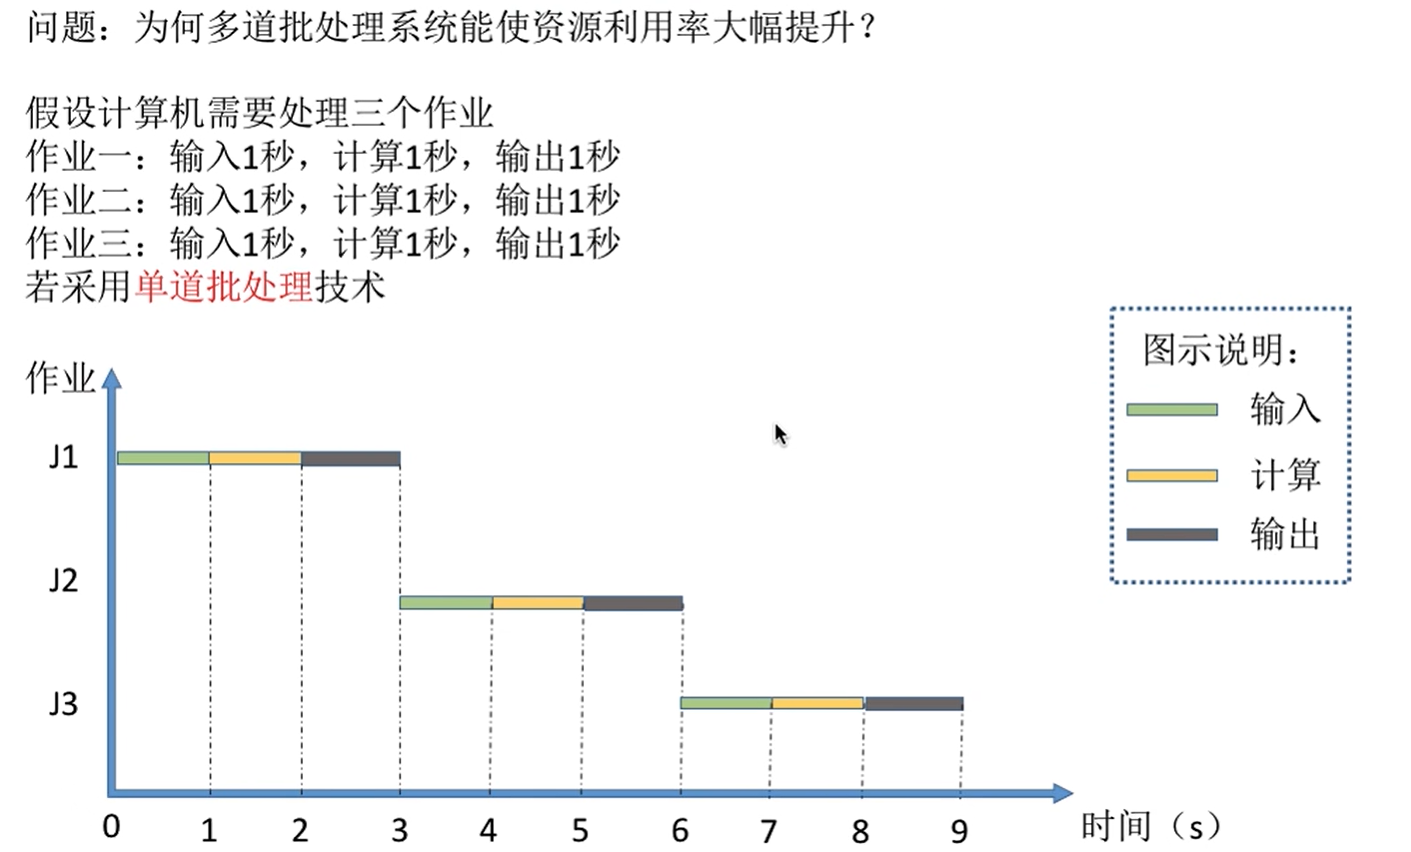 问题：为何多道批处理系统能使资源利用率大幅提升？
假设计算机需要处理三个作业
作业一：输入1秒，计算1秒，输出1秒
作业二：输入1秒，计算1秒，输出1秒
作业三：输入1秒，计算1秒，输出1秒
若采用单道批处理技术
图示说明：
输入
计算
输出
作业
J1
J2
J3
0 1 2 3 4 5 6 7 8 9 时间（s）